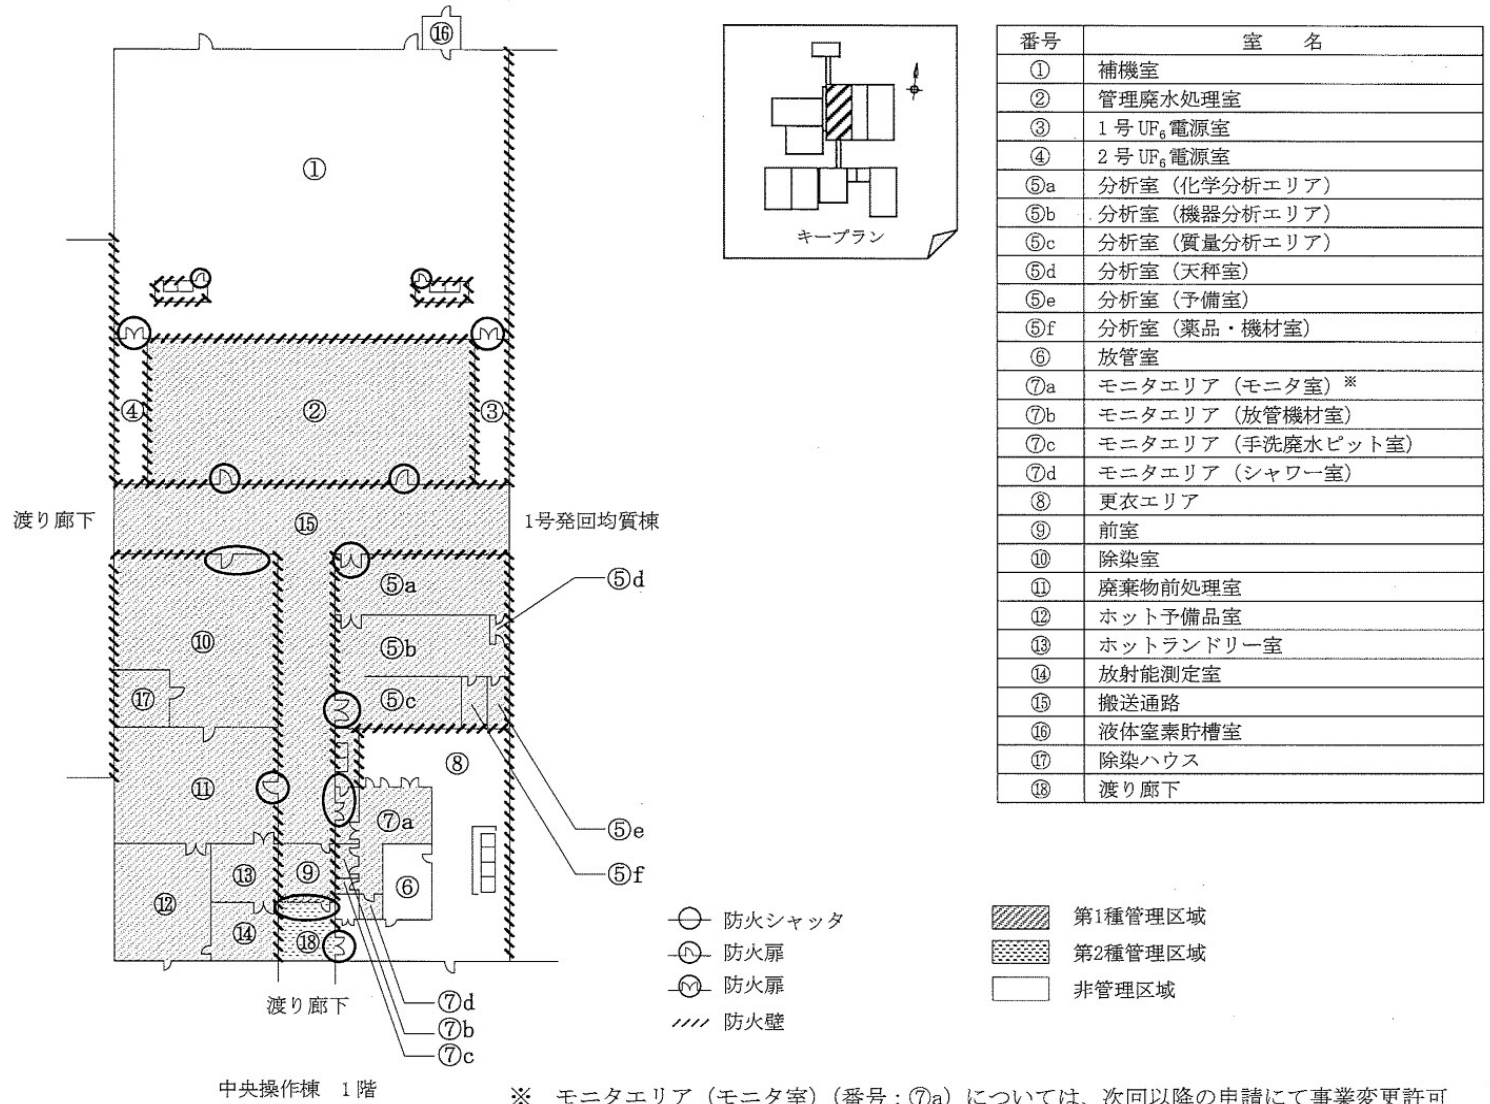 ⑯
①
④
②
③
渡り廊下
⑮
1号発回均質棟
⑤a
⑤d
⑩
⑤b
⑰
⑤c
⑧
⑪
⑦a
⑤e
⑬
⑨
⑥
⑤f
⑫
⑭
⑱
渡り廊下
⑦d
⑦b
⑦c
中央操作棟 1階
キープラン
番号 室 名
① 補機室
② 管理廃水処理室
③ 1号UF₆電源室
④ 2号UF₆電源室
⑤a 分析室(化学分析エリア)
⑤b 分析室(機器分析エリア)
⑤c 分析室(質量分析エリア)
⑤d 分析室(天秤室)
⑤e 分析室(予備室)
⑤f 分析室(薬品・機材室)
⑥ 放管室
⑦a モニタエリア(モニタ室)※
⑦b モニタエリア(放管機材室)
⑦c モニタエリア(手洗廃水ピット室)
⑦d モニタエリア(シャワー室)
⑧ 更衣エリア
⑨ 前室
⑩ 除染室
⑪ 廃棄物前処理室
⑫ ホット予備品室
⑬ ホットランドリー室
⑭ 放射能測定室
⑮ 搬送通路
⑯ 液体窒素貯槽室
⑰ 除染ハウス
⑱ 渡り廊下
防火シャッタ
防火扉
防火扉
防火壁
第1種管理区域
第2種管理区域
非管理区域
※ モニタエリア(モニタ室)(番号:⑦a)については、次回以降の申請にて事業変更許可